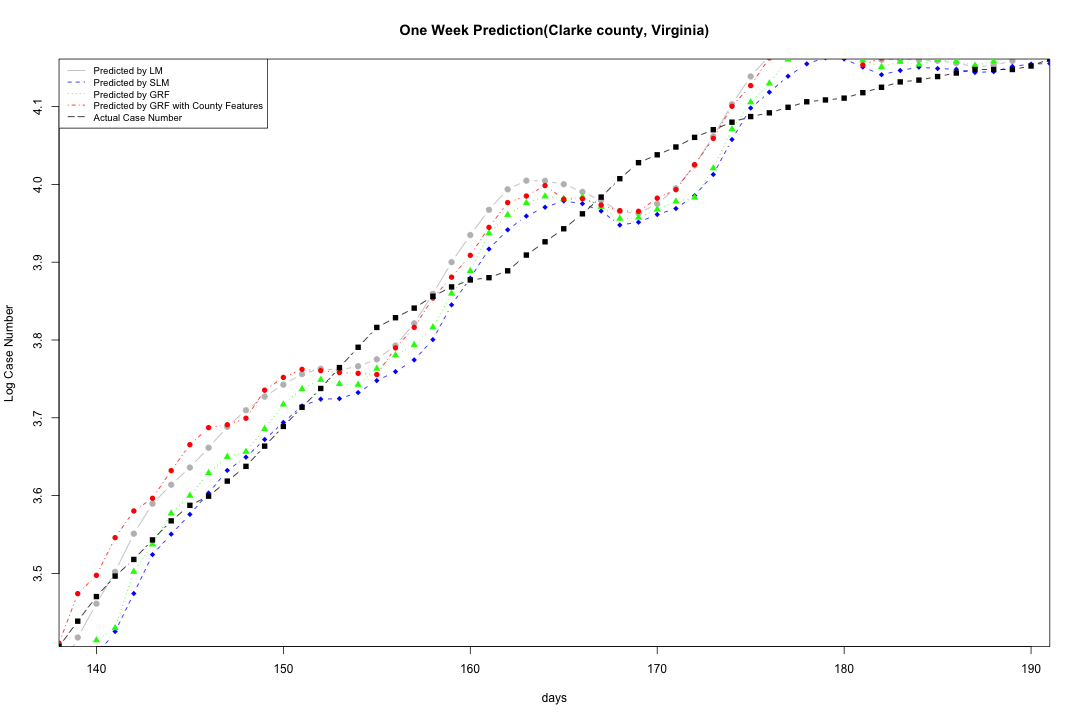 One Week Prediction(Clarke county, Virginia)
Predicted by LM
Predicted by SLM
Predicted by GRF
Predicted by GRF with County Features
Actual Case Number
Log Case Number
4.1
4.0
3.9
3.8
3.7
3.6
3.5
140 150 160 170 180 190
days